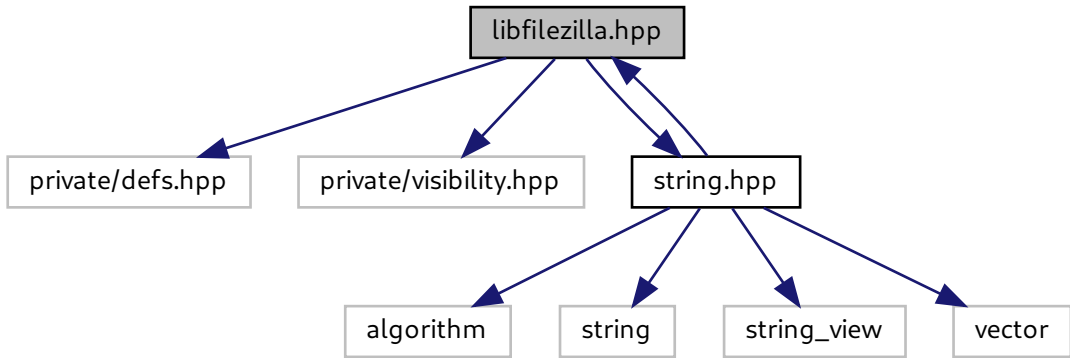 libfilezilla.hpp
private/defs.hpp
private/visibility.hpp
string.hpp
algorithm
string
string_view
vector